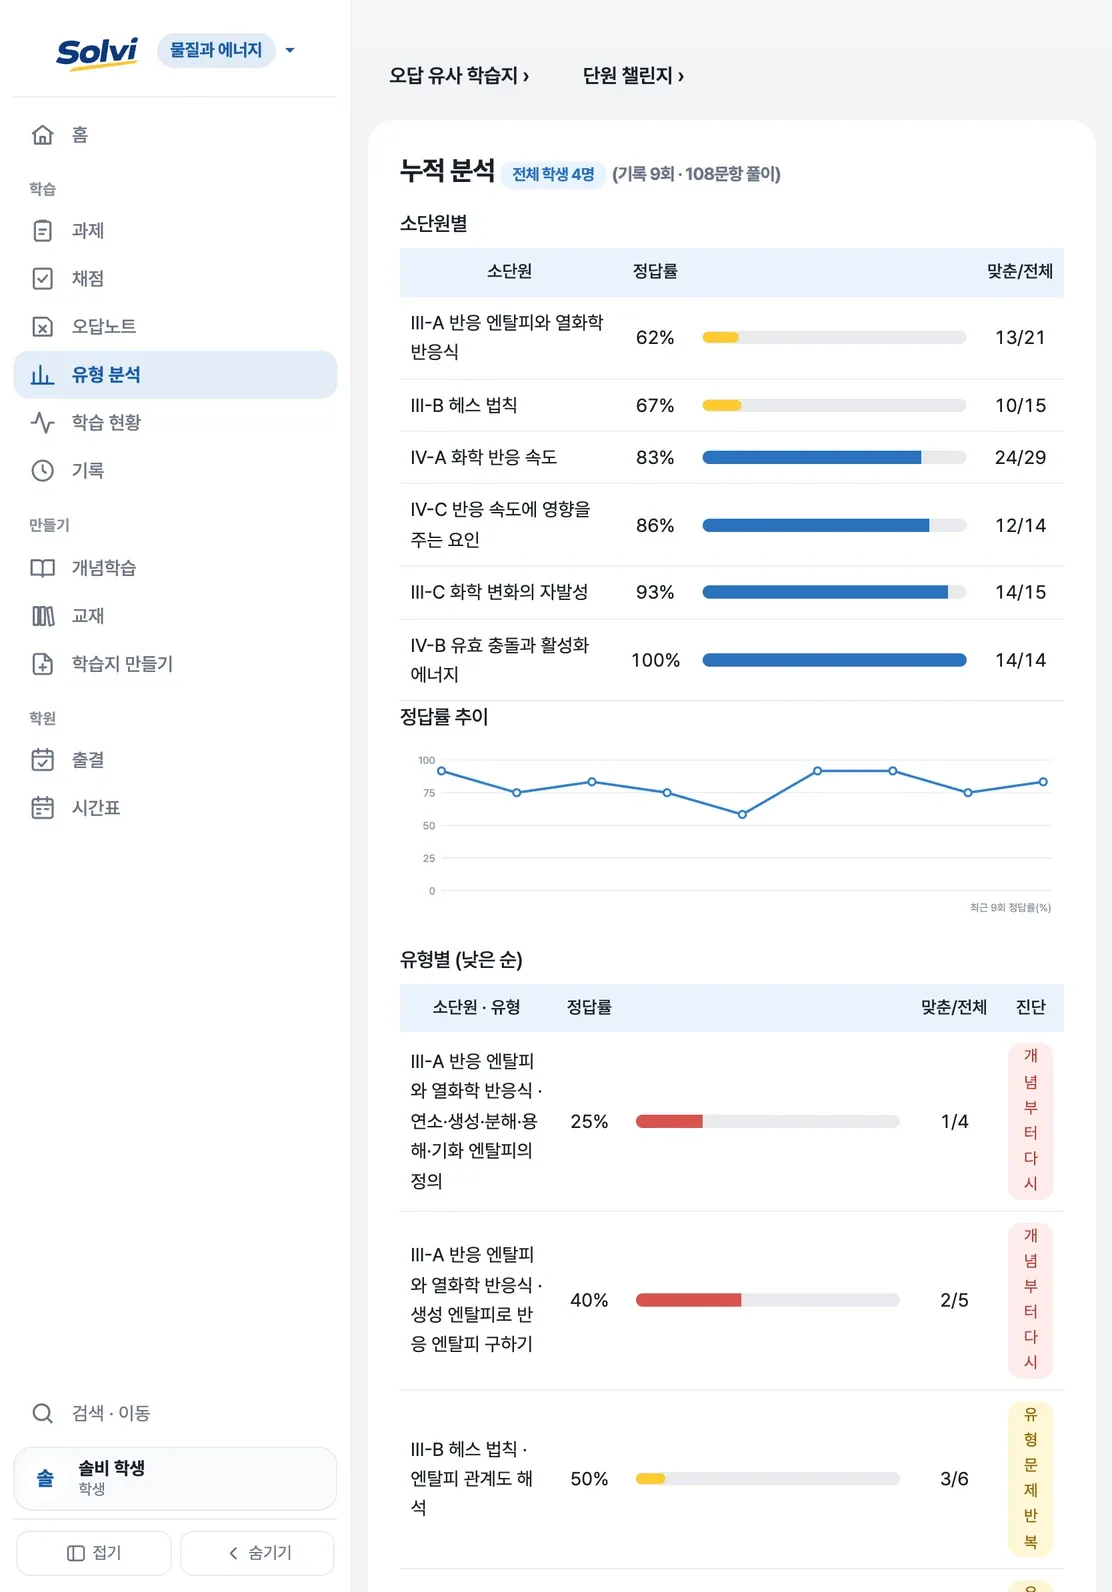 Solvi 물질과 에너지
홈
학습
과제
채점
오답노트
유형 분석
학습 현황
기록
만들기
개념학습
교재
학습지 만들기
학원
출결
시간표
검색 · 이동
솔 솔비 학생
학생
접기 숨기기
오답 유사 학습지 › 단원 챌린지 ›
누적 분석 전체 학생 4명 (기록 9회 · 108문항 풀이)
소단원별
소단원 정답률 맞춘/전체
III-A 반응 엔탈피와 열화학
반응식
62% 13/21
III-B 헤스 법칙 67% 10/15
IV-A 화학 반응 속도 83% 24/29
IV-C 반응 속도에 영향을
주는 요인
86% 12/14
III-C 화학 변화의 자발성 93% 14/15
IV-B 유효 충돌과 활성화
에너지
100% 14/14
정답률 추이
100
75
50
25
0
최근 9회 정답률(%)
유형별 (낮은 순)
소단원 · 유형 정답률 맞춘/전체 진단
III-A 반응 엔탈피
와 열화학 반응식 ·
연소·생성·분해·용
해·기화 엔탈피의
정의
25% 1/4
개
념
부
터
다
시
III-A 반응 엔탈피
와 열화학 반응식 ·
생성 엔탈피로 반
응 엔탈피 구하기
40% 2/5
개
념
부
터
다
시
III-B 헤스 법칙 ·
엔탈피 관계도 해
석
50% 3/6
유
형
문
제
반
복